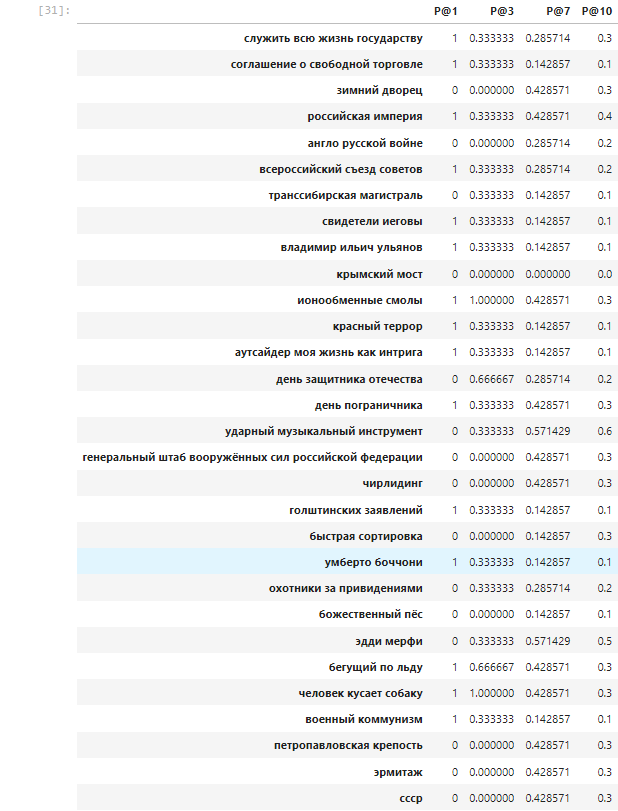 [31]: P@1 P@3 P@7 P@10
служить всю жизнь государству 1 0.333333 0.285714 0.3
соглашение о свободной торговле 1 0.333333 0.142857 0.1
зимний дворец 0 0.000000 0.428571 0.3
российская империя 1 0.333333 0.428571 0.4
англо русской войне 0 0.000000 0.285714 0.2
всероссийский съезд советов 1 0.333333 0.285714 0.2
транссибирская магистраль 0 0.333333 0.142857 0.1
свидетели иеговы 1 0.333333 0.142857 0.1
владимир ильич ульянов 1 0.333333 0.142857 0.1
крымский мост 0 0.000000 0.000000 0.0
ионообменные смолы 1 1.000000 0.428571 0.3
красный террор 1 0.333333 0.142857 0.1
аутсайдер моя жизнь как интрига 1 0.333333 0.142857 0.1
день защитника отечества 0 0.666667 0.285714 0.2
день пограничника 1 0.333333 0.428571 0.3
ударный музыкальный инструмент 0 0.333333 0.571429 0.6
генеральный штаб вооружённых сил российской федерации 0 0.000000 0.428571 0.3
чирлидинг 0 0.000000 0.428571 0.3
голштинских заявлений 1 0.333333 0.142857 0.1
быстрая сортировка 0 0.000000 0.142857 0.3
умберто боччони 1 0.333333 0.142857 0.1
охотники за привидениями 0 0.333333 0.285714 0.2
божественный пёс 0 0.000000 0.142857 0.1
эдди мерфи 0 0.333333 0.571429 0.5
бегущий по льду 1 0.666667 0.428571 0.3
человек кусает собаку 1 1.000000 0.428571 0.3
военный коммунизм 1 0.333333 0.142857 0.1
петропавловская крепость 0 0.000000 0.428571 0.3
эрмитаж 0 0.000000 0.428571 0.3
ссср 0 0.000000 0.428571 0.3